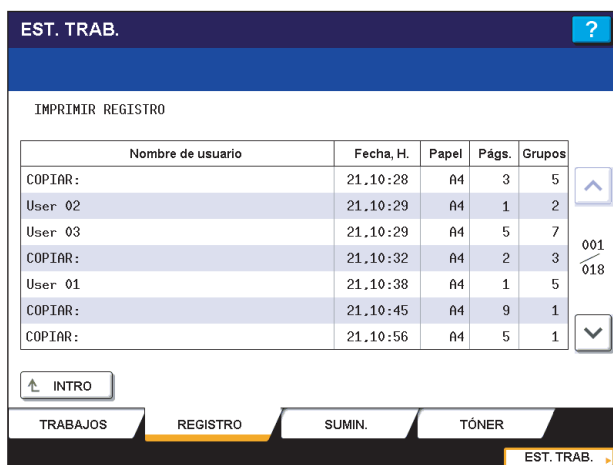 EST. TRAB. ?
IMPRIMIR REGISTRO
Nombre de usuario Fecha, H. Papel Págs. Grupos
COPIAR: 21,10:28 A4 3 5
User 02 21,10:29 A4 1 2
User 03 21,10:29 A4 5 7
COPIAR: 21,10:32 A4 2 3
User 01 21,10:38 A4 1 5
COPIAR: 21,10:45 A4 9 1
COPIAR: 21,10:56 A4 5 1
001
018
INTRO
TRABAJOS REGISTRO SUMIN. TÓNER
EST. TRAB.